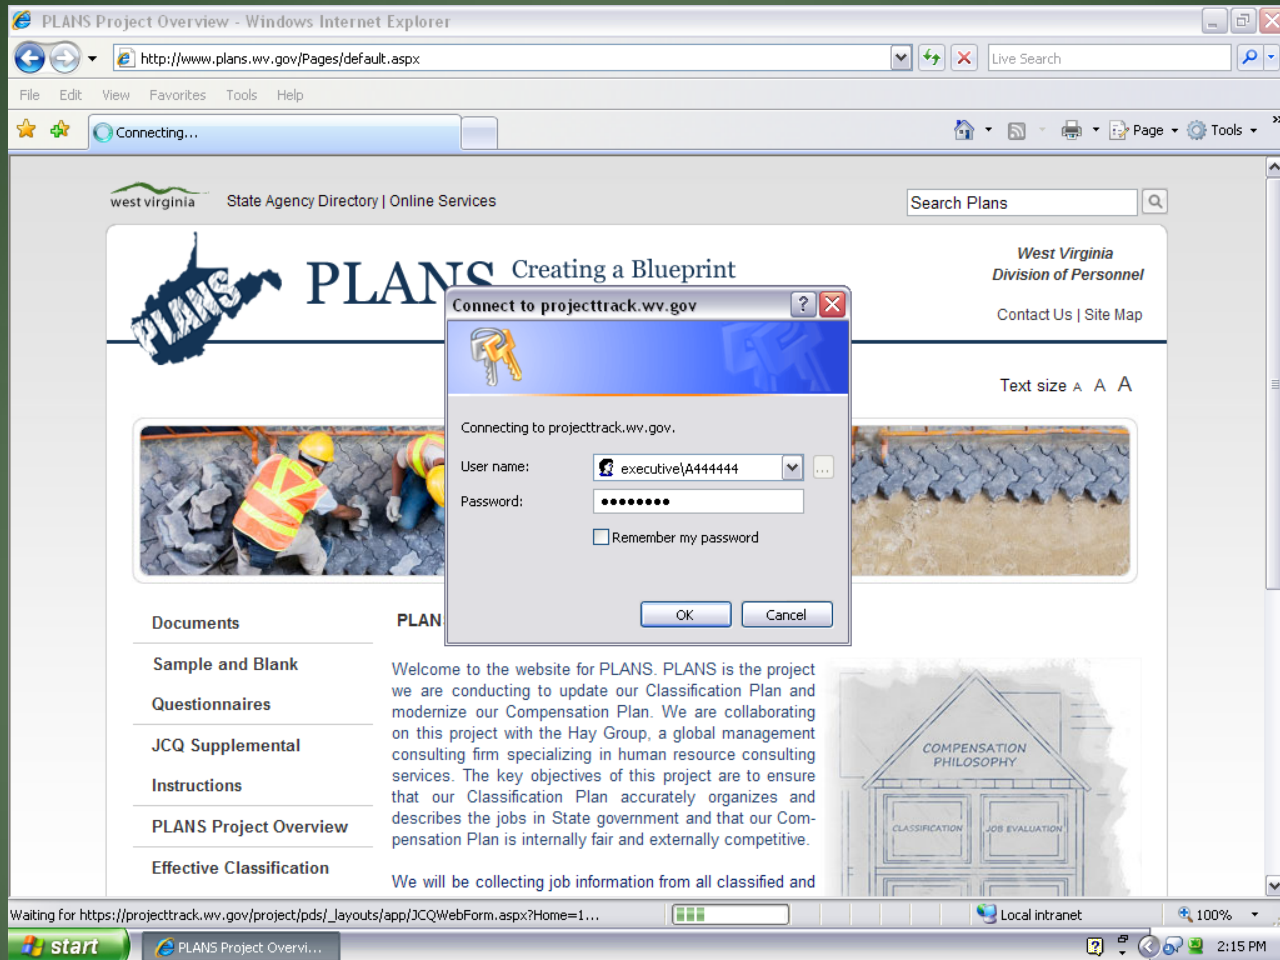 PLANS Project Overview - Windows Internet Explorer
http://www.plans.wv.gov/Pages/default.aspx
Live Search
File Edit View Favorites Tools Help
Connecting...
Page Tools »
west virginia State Agency Directory | Online Services
Search Plans
PLANS
PLANS Creating a Blueprint
West Virginia
Division of Personnel
Contact Us | Site Map
Text size A A A
Connect to projecttrack.wv.gov
Connecting to projecttrack.wv.gov.
User name: executive\A444444
...
Password: ●●●●●●●●
Remember my password
OK Cancel
Documents
Sample and Blank
Questionnaires
JCQ Supplemental
Instructions
PLANS Project Overview
Effective Classification
PLAN
Welcome to the website for PLANS. PLANS is the project
we are conducting to update our Classification Plan and
modernize our Compensation Plan. We are collaborating
on this project with the Hay Group, a global management
consulting firm specializing in human resource consulting
services. The key objectives of this project are to ensure
that our Classification Plan accurately organizes and
describes the jobs in State government and that our Com-
pensation Plan is internally fair and externally competitive.
We will be collecting job information from all classified and
COMPENSATION
PHILOSOPHY
CLASSIFICATION JOB EVALUATION
Waiting for https://projecttrack.wv.gov/project/pds/_layouts/app/JCQWebForm.aspx?Home=1...
Local intranet
100%
start
PLANS Project Overvi...
2:15 PM